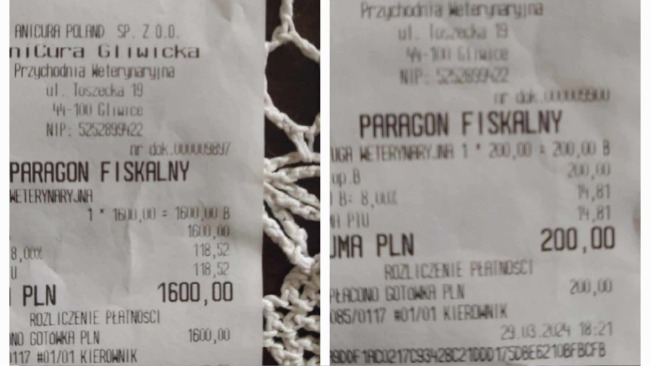 ANICURA POLAND SP. Z O.O.
niCura Gliwicka
Przychodnia Weterynaryjna
ul. Toszecka 19
44-100 Gliwice
NIP: 5252899422
nr dok.000009897
PARAGON FISKALNY
WETERYNARYJNA
1 * 1600,00 = 1600,00 B
1600,00
8,00% 118,52
U 118,52
PLN 1600,00
ROZLICZENIE PŁATNOŚCI
ONO GOTÓWKA PLN 1600,00
0117 #01/01 KIEROWNIK
Przychodnia Weterynaryjna
ul. Toszecka 19
44-100 Gliwice
NIP: 5252899422
nr dok.000009900
PARAGON FISKALNY
UGA WETERYNARYJNA 1 * 200,00 = 200,00 B
op.B 200,00
B: 8,00% 14,81
A PTU 14,81
UMA PLN 200,00
ROZLICZENIE PŁATNOŚCI
PŁACONO GOTÓWKA PLN 200,00
085/0117 #01/01 KIEROWNIK
29.03.2024 18:21